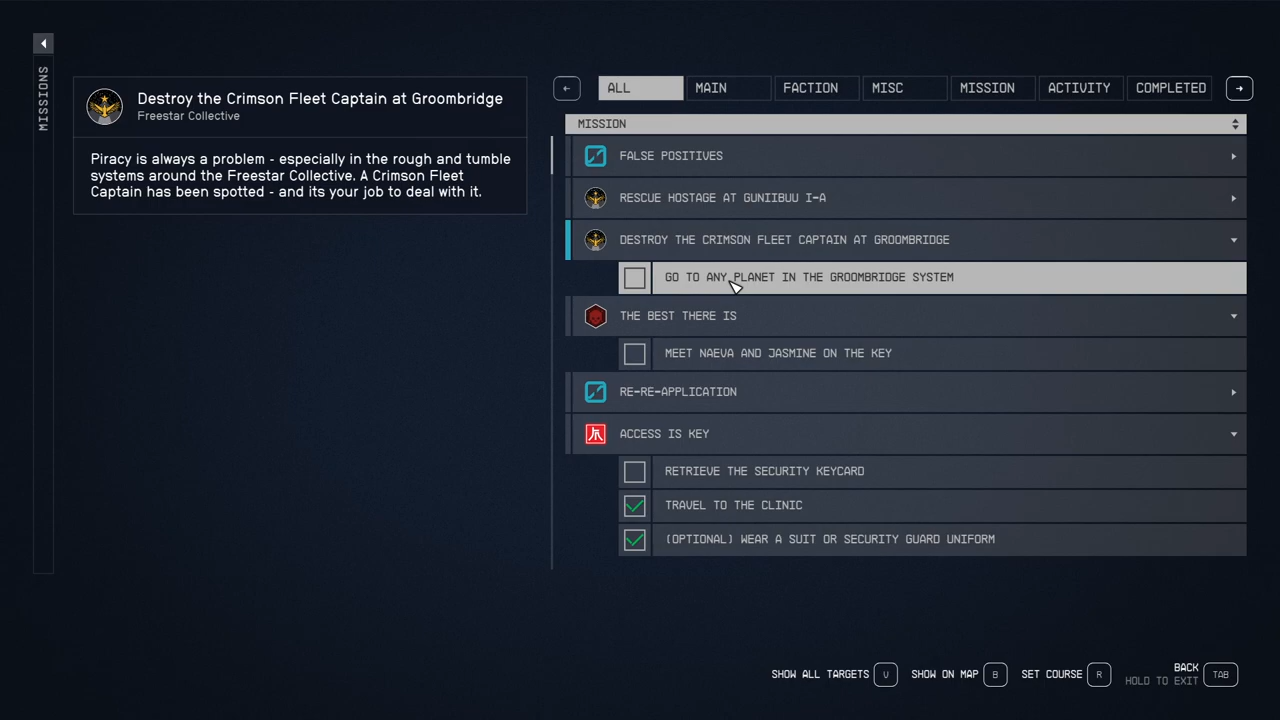 MISSIONS
Destroy the Crimson Fleet Captain at Groombridge
Freestar Collective
Piracy is always a problem - especially in the rough and tumble
systems around the Freestar Collective. A Crimson Fleet
Captain has been spotted - and its your job to deal with it.
ALL MAIN FACTION MISC MISSION ACTIVITY COMPLETED
MISSION
FALSE POSITIVES
RESCUE HOSTAGE AT GUNIIBUU I-A
DESTROY THE CRIMSON FLEET CAPTAIN AT GROOMBRIDGE
GO TO ANY PLANET IN THE GROOMBRIDGE SYSTEM
THE BEST THERE IS
MEET NAEVA AND JASMINE ON THE KEY
RE-RE-APPLICATION
ACCESS IS KEY
RETRIEVE THE SECURITY KEYCARD
TRAVEL TO THE CLINIC
(OPTIONAL) WEAR A SUIT OR SECURITY GUARD UNIFORM
SHOW ALL TARGETS V SHOW ON MAP B SET COURSE R BACK TAB
HOLD TO EXIT